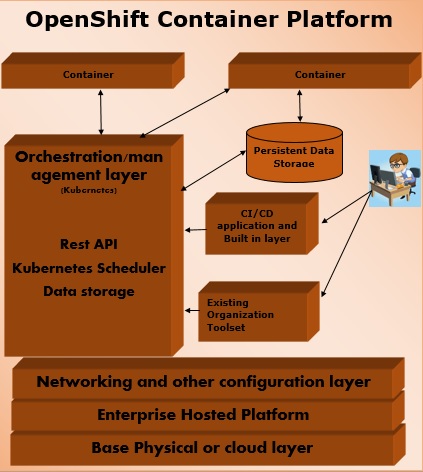 OpenShift Container Platform
Container
Container
Orchestration/man
agement layer
(Kubernetes)
Rest API
Kubernetes Scheduler
Data storage
Persistent Data
Storage
CI/CD
application and
Built in layer
Existing
Organization
Toolset
Networking and other configuration layer
Enterprise Hosted Platform
Base Physical or cloud layer